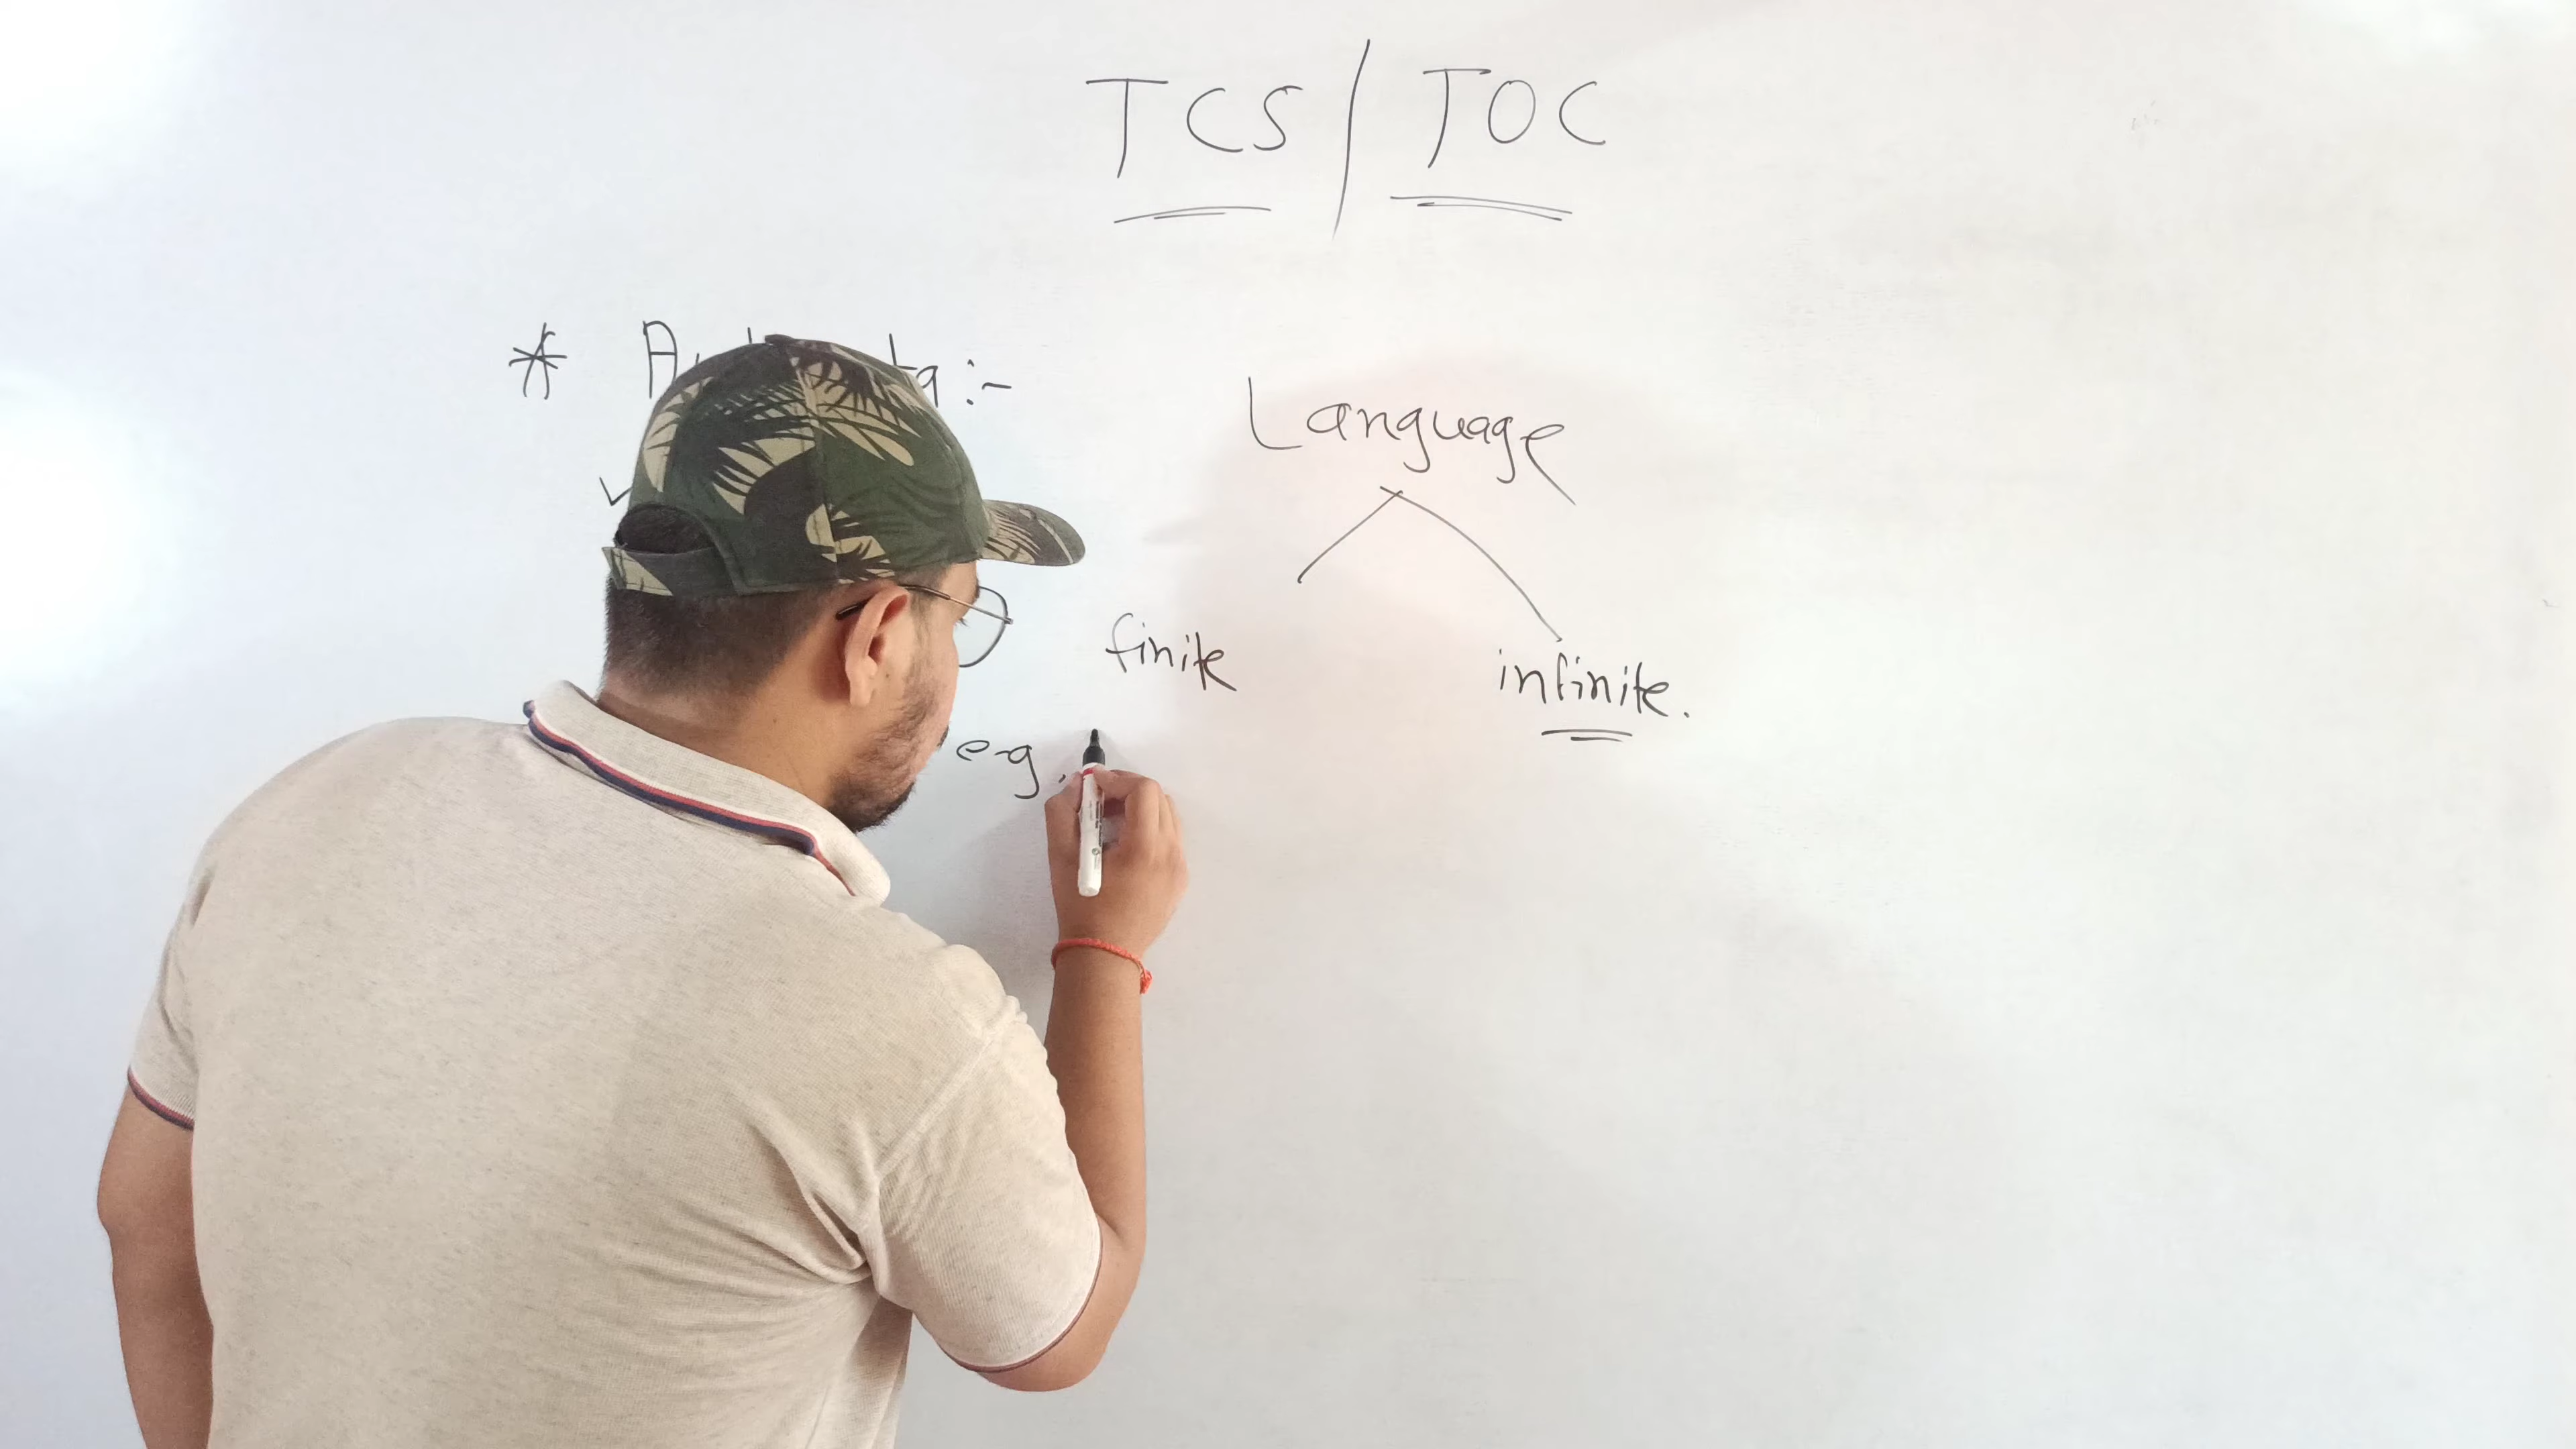 TCS / TOC
* :-
Language
finite
infinite.
e-g.